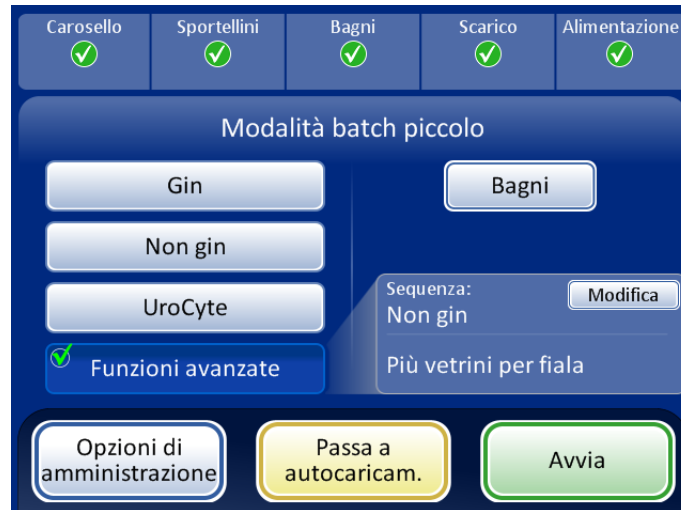 Carosello
Sportellini
Bagni
Scarico
Alimentazione
Modalità batch piccolo
Gin
Bagni
Non gin
UroCyte
Sequenza:
Modifica
Non gin
Funzioni avanzate
Più vetrini per fiala
Opzioni di
amministrazione
Passa a
autocaricam.
Avvia